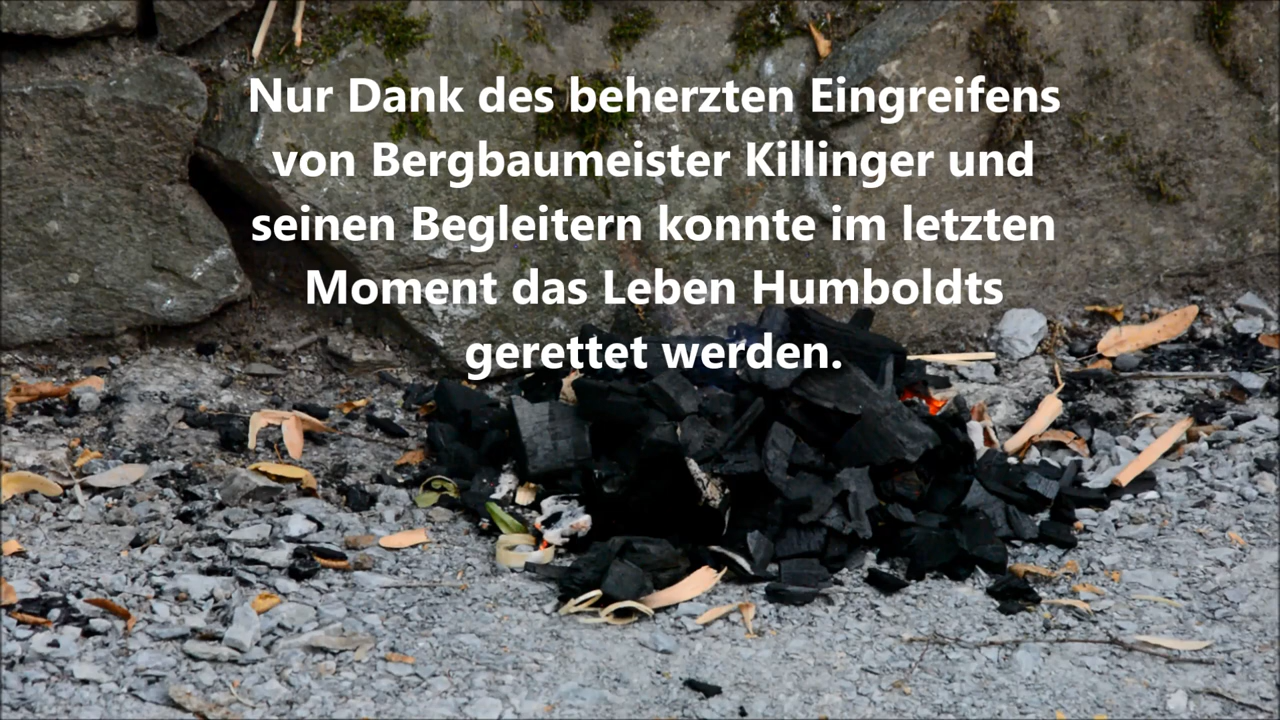 Nur Dank des beherzten Eingreifens
von Bergbaumeister Killinger und
seinen Begleitern konnte im letzten
Moment das Leben Humboldts
gerettet werden.